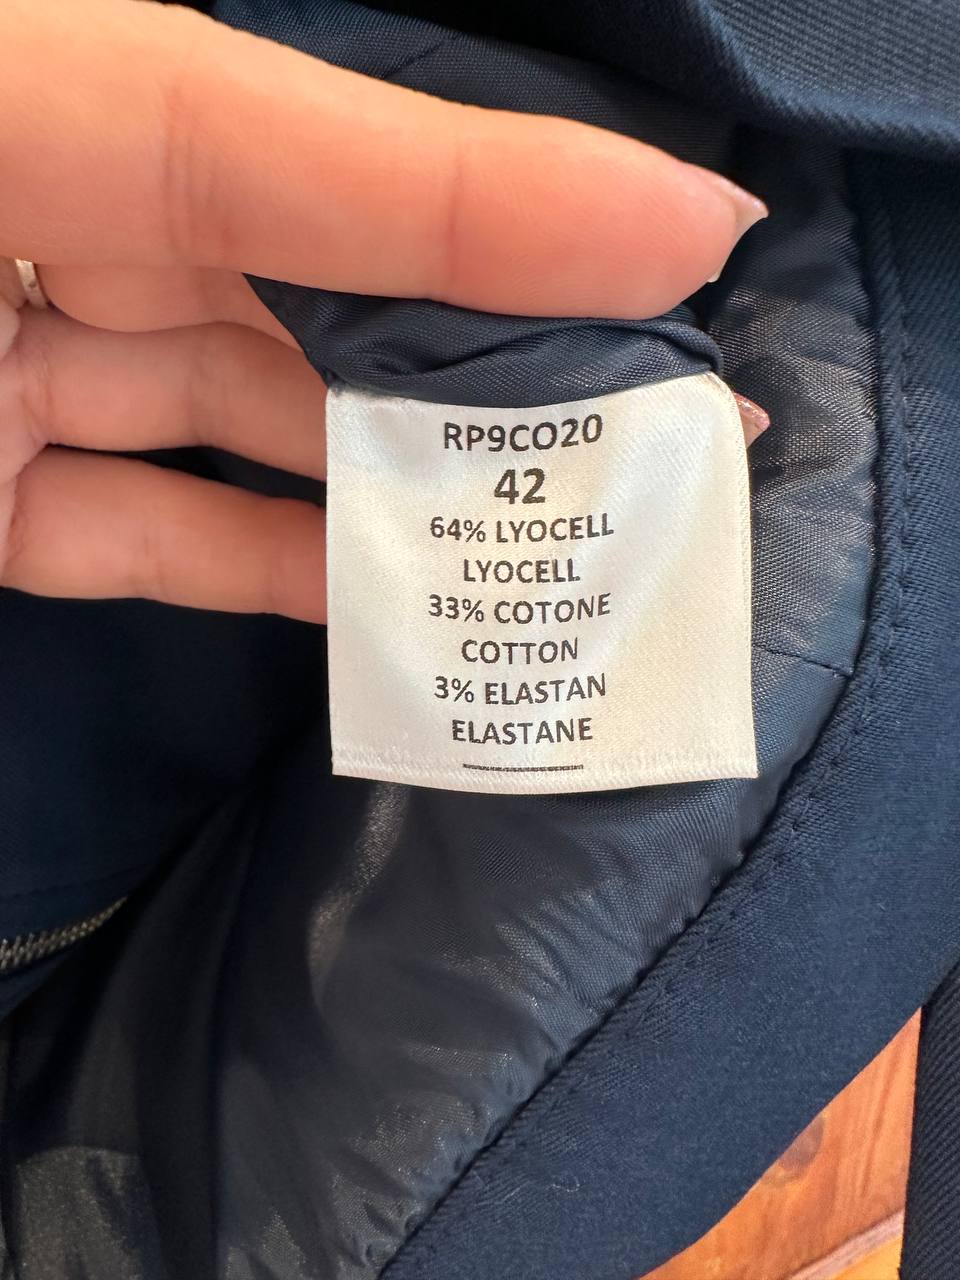 RP9CO20
42
64% LYOCELL
LYOCELL
33% COTONE
COTTON
3% ELASTAN
ELASTANE